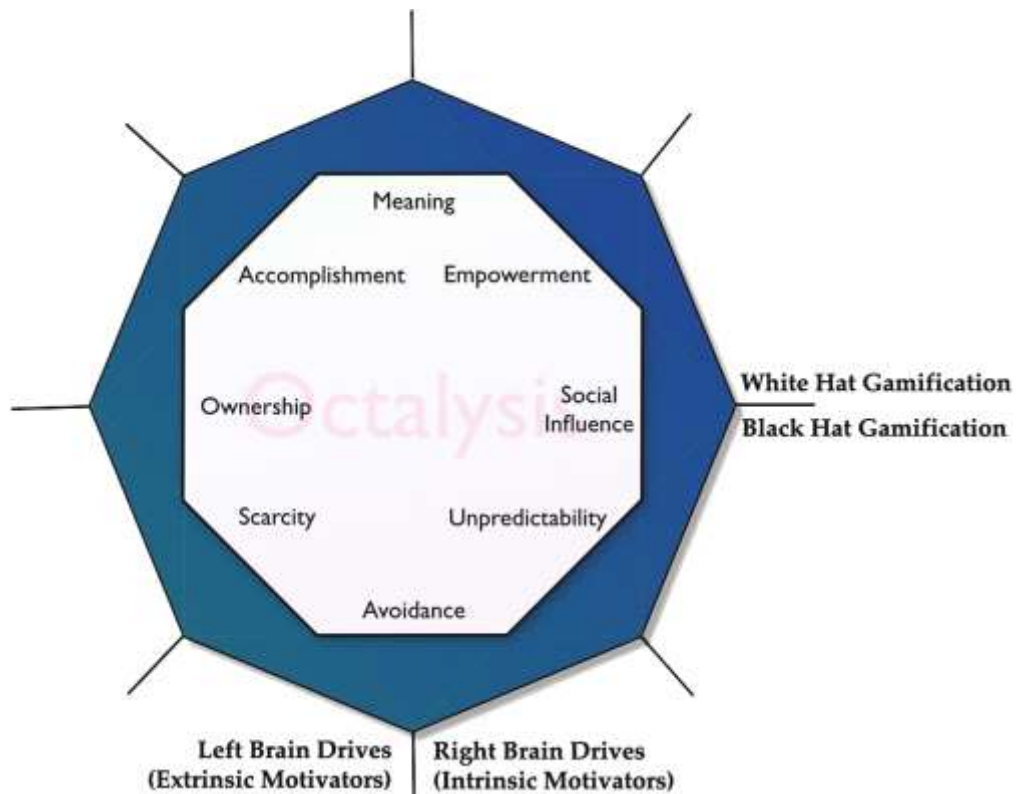 Meaning
Accomplishment
Empowerment
Octalysis
Ownership
Social
Influence
White Hat Gamification
Black Hat Gamification
Scarcity
Unpredictability
Avoidance
Left Brain Drives
(Extrinsic Motivators)
Right Brain Drives
(Intrinsic Motivators)